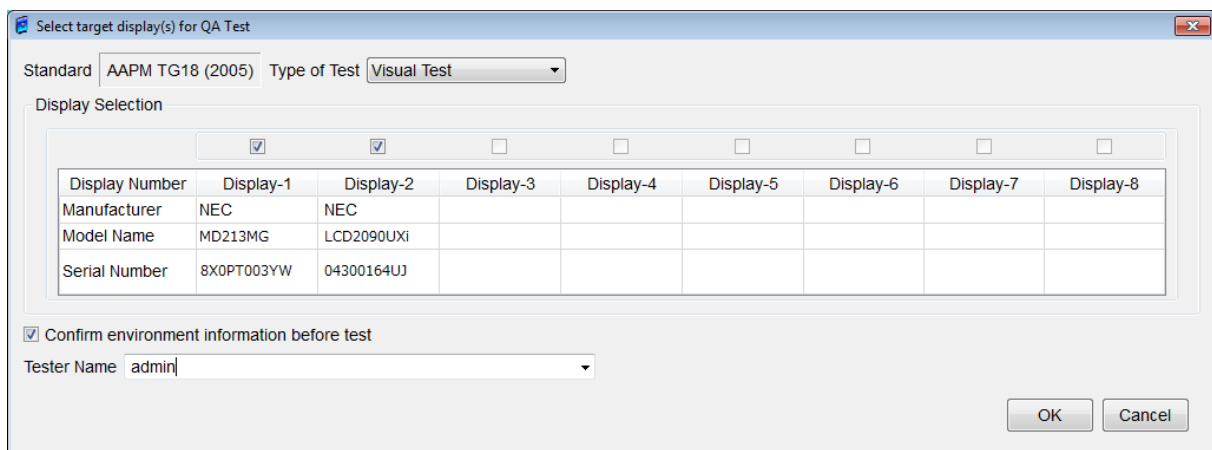 Select target display(s) for QA Test
Standard AAPM TG18 (2005) Type of Test Visual Test
Display Selection
Display Number Display-1 Display-2 Display-3 Display-4 Display-5 Display-6 Display-7 Display-8
Manufacturer NEC NEC
Model Name MD213MG LCD2090UXi
Serial Number 8X0PT003YW 04300164UJ
Confirm environment information before test
Tester Name admin
OK Cancel